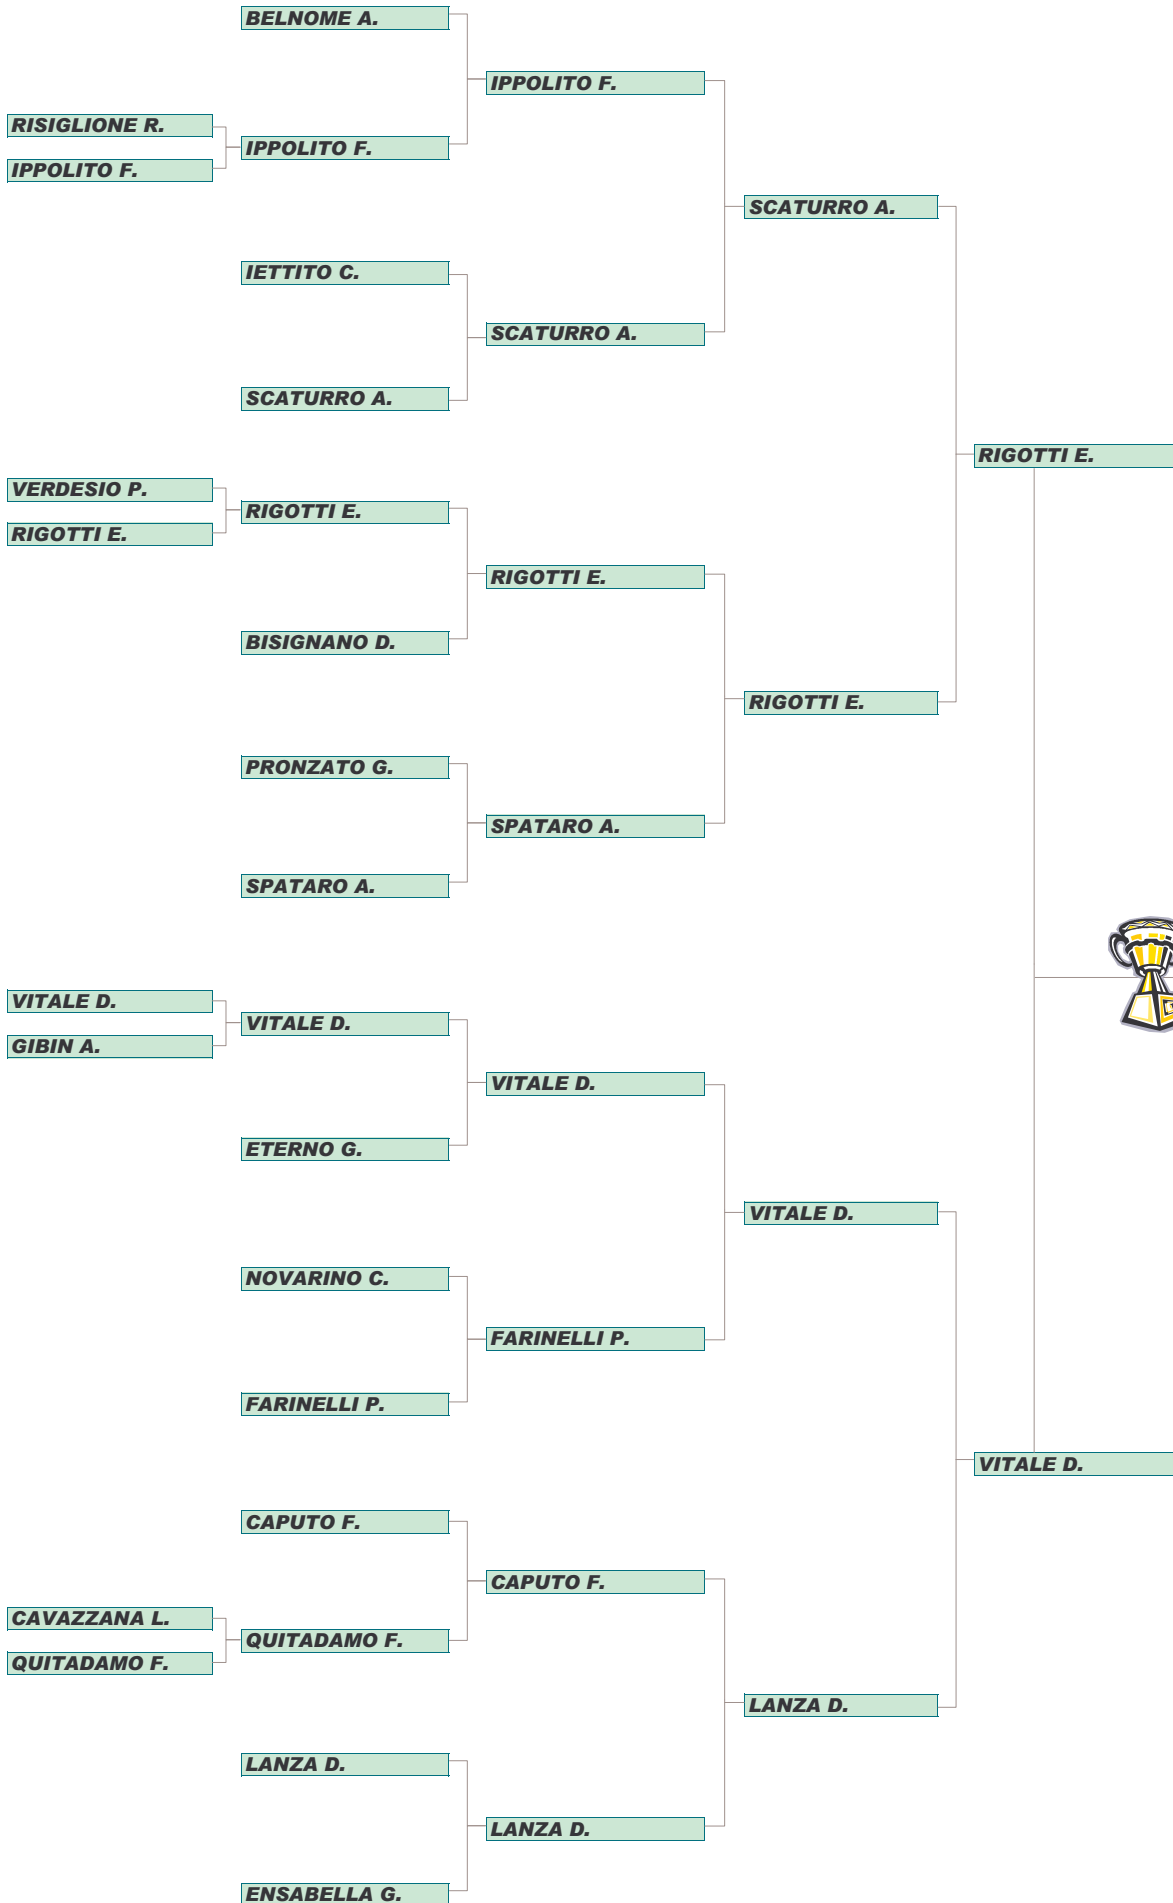 BELNOME A.
IPPOLITO F.
RISIGLIONE R.
IPPOLITO F.
IPPOLITO F.
SCATURRO A.
IETTITO C.
SCATURRO A.
SCATURRO A.
RIGOTTI E.
VERDESIO P.
RIGOTTI E.
RIGOTTI E.
RIGOTTI E.
BISIGNANO D.
RIGOTTI E.
PRONZATO G.
SPATARO A.
SPATARO A.
VITALE D.
VITALE D.
GIBIN A.
VITALE D.
ETERNO G.
VITALE D.
NOVARINO C.
FARINELLI P.
FARINELLI P.
VITALE D.
CAPUTO F.
CAPUTO F.
CAVAZZANA L.
QUITADAMO F.
QUITADAMO F.
LANZA D.
LANZA D.
LANZA D.
ENSABELLA G.